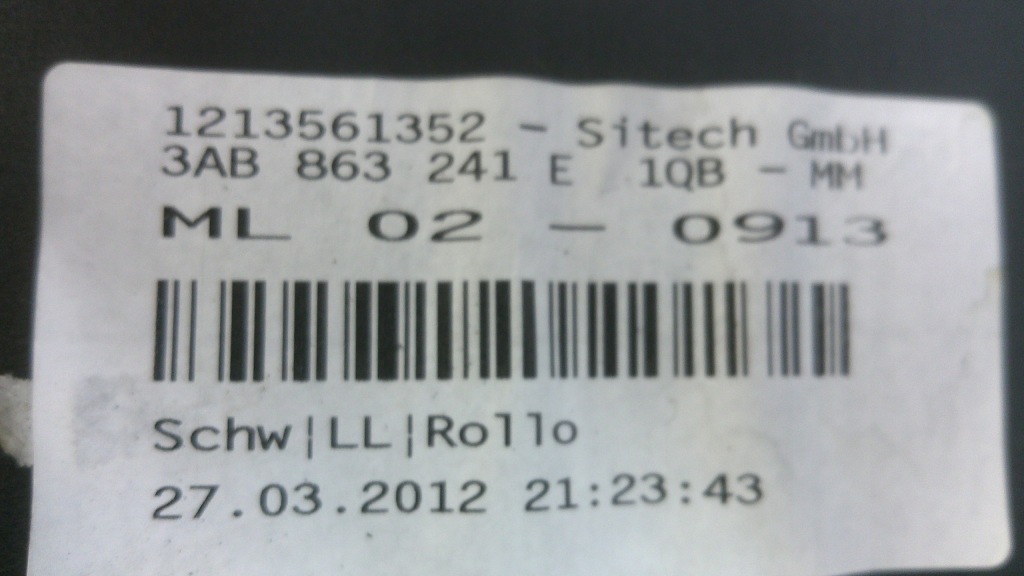 1213561352 - Sitech GmbH
3AB 863 241 E 1QB - MM
ML 02 - 0913
Schw|LL|Rollo
27.03.2012 21:23:43